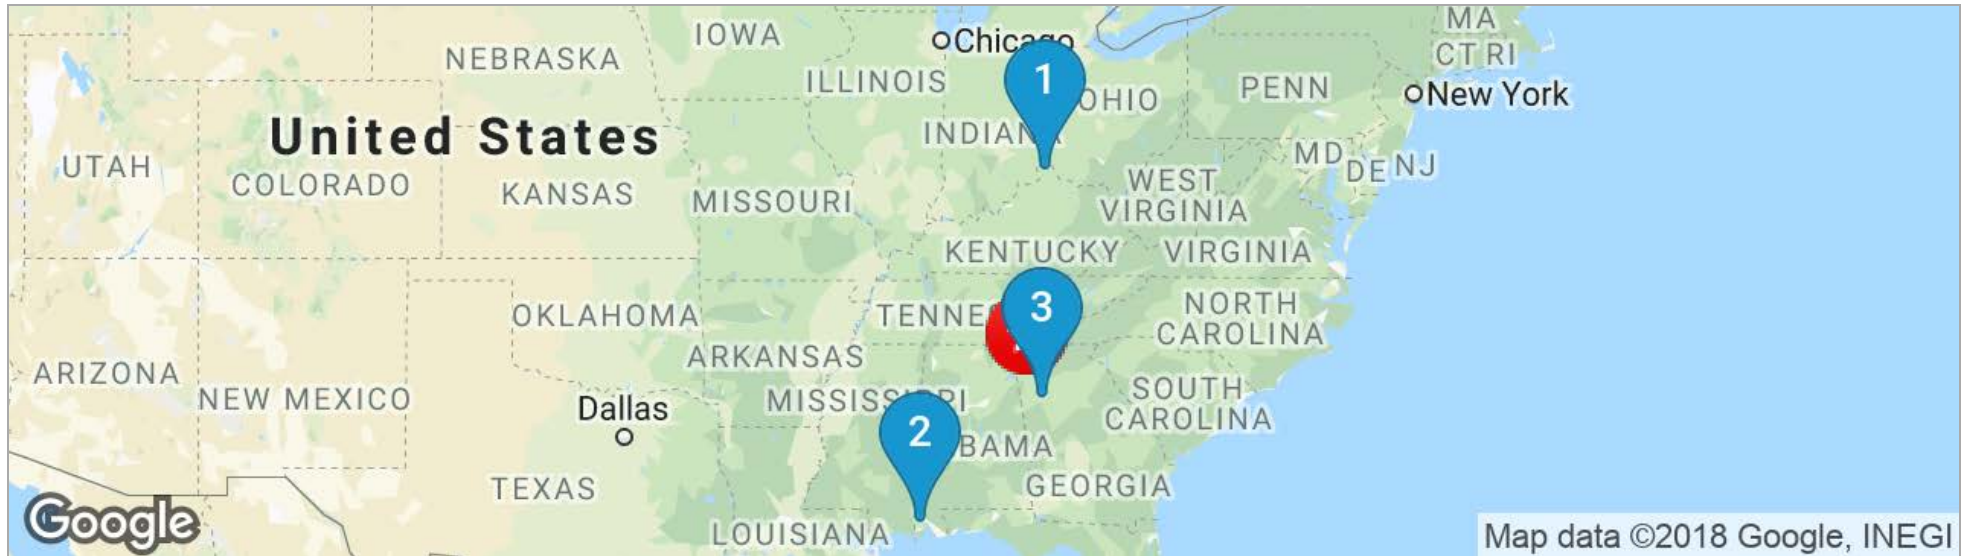 MA
IOWA
Chicago
CT RI
NEBRASKA
ILLINOIS
1
OHIO
PENN
New York
United States
INDIANA
UTAH
MD
DE
NJ
COLORADO
KANSAS
MISSOURI
WEST
VIRGINIA
KENTUCKY
VIRGINIA
OKLAHOMA
TENNE
3
NORTH
CAROLINA
ARKANSAS
ARIZONA
NEW MEXICO
Dallas
MISSISSIPPI
SOUTH
CAROLINA
2
BAMA
TEXAS
GEORGIA
LOUISIANA
Google
Map data ©2018 Google, INEGI